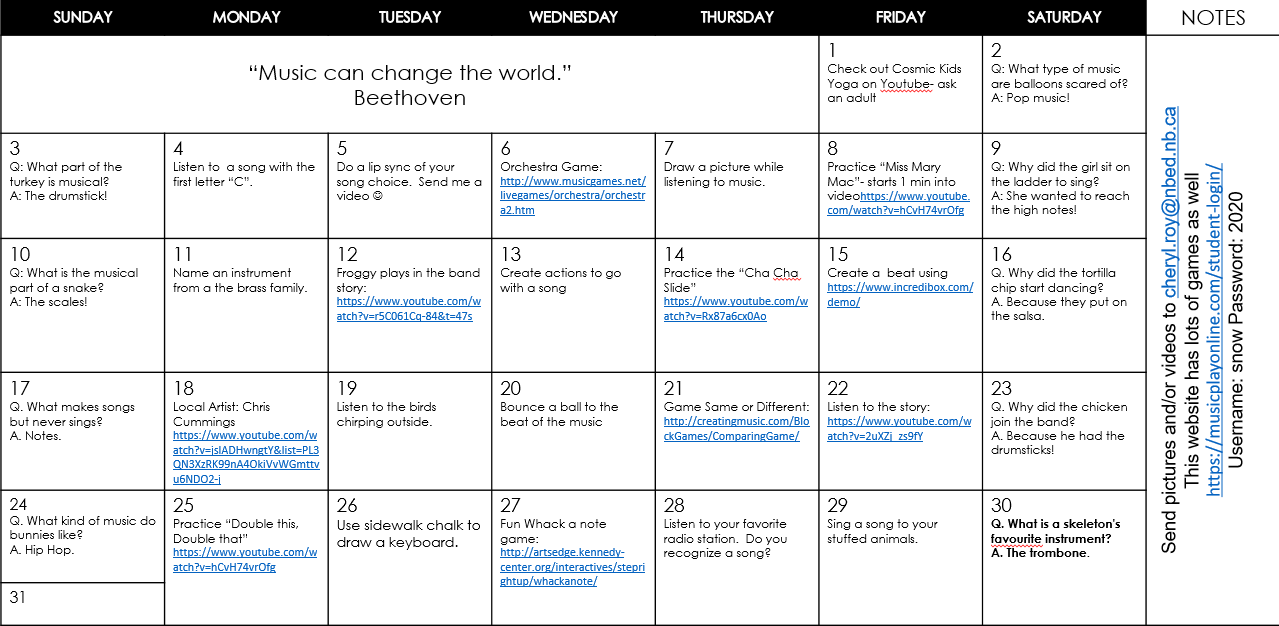 SUNDAY
MONDAY
TUESDAY
WEDNESDAY
THURSDAY
FRIDAY
SATURDAY
NOTES
“Music can change the world.”
Beethoven
1
Check out Cosmic Kids
Yoga on Youtube- ask
an adult
2
Q: What type of music
are balloons scared of?
A: Pop music!
3
Q: What part of the
turkey is musical?
A: The drumstick!
4
Listen to a song with the
first letter “C”.
5
Do a lip sync of your
song choice. Send me a
video ☺
6
Orchestra Game:
http://www.musicgames.net/
livegames/orchestra/orchestr
a2.htm
7
Draw a picture while
listening to music.
8
Practice “Miss Mary
Mac”- starts 1 min into
videohttps://www.youtube.
com/watch?v=hCvH74vrOfg
9
Q: Why did the girl sit on
the ladder to sing?
A: She wanted to reach
the high notes!
10
Q: What is the musical
part of a snake?
A: The scales!
11
Name an instrument
from a the brass family.
12
Froggy plays in the band
story:
https://www.youtube.com/w
atch?v=r5C061Cq-84&t=47s
13
Create actions to go
with a song
14
Practice the “Cha Cha
Slide”
https://www.youtube.com/w
atch?v=Rx87a6cx0Ao
15
Create a beat using
https://www.incredibox.com/
demo/
16
Q. Why did the tortilla
chip start dancing?
A. Because they put on
the salsa.
17
Q. What makes songs
but never sings?
A. Notes.
18
Local Artist: Chris
Cummings
https://www.youtube.com/w
atch?v=jslADHwngtY&list=PL3
QN3XzRK99nA4OkiVvWGmttv
u6NDO2-j
19
Listen to the birds
chirping outside.
20
Bounce a ball to the
beat of the music
21
Game Same or Different:
http://creatingmusic.com/Blo
ckGames/ComparingGame/
22
Listen to the story:
https://www.youtube.com/w
atch?v=2uXZj_zs9fY
23
Q. Why did the chicken
join the band?
A. Because he had the
drumsticks!
24
Q. What kind of music do
bunnies like?
A. Hip Hop.
25
Practice “Double this,
Double that”
https://www.youtube.com/w
atch?v=hCvH74vrOfg
26
Use sidewalk chalk to
draw a keyboard.
27
Fun Whack a note
game:
http://artsedge.kennedy-
center.org/interactives/stepri
ghtup/whackanote/
28
Listen to your favorite
radio station. Do you
recognize a song?
29
Sing a song to your
stuffed animals.
30
Q. What is a skeleton's
favourite instrument?
A. The trombone.
31
Send pictures and/or videos to cheryl.roy@nbed.nb.ca
This website has lots of games as well
https://musicplayonline.com/student-login/
Username: snow Password: 2020